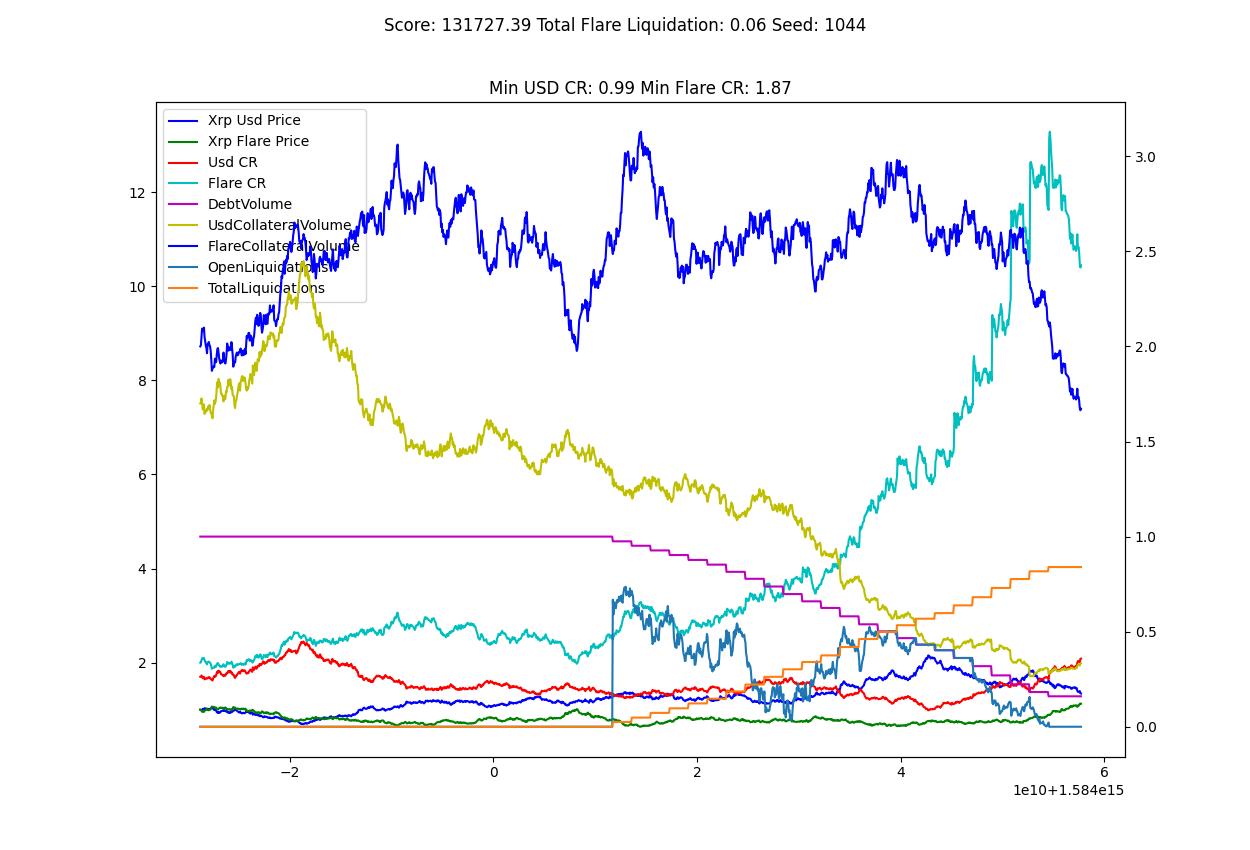 Score: 131727.39 Total Flare Liquidation: 0.06 Seed: 1044
Min USD CR: 0.99 Min Flare CR: 1.87
Xrp Usd Price
Xrp Flare Price
Usd CR
Flare CR
DebtVolume
UsdCollateralVolume
FlareCollateralVolume
OpenLiquidations
TotalLiquidations
12
10
8
6
4
2
3.0
2.5
2.0
1.5
1.0
0.5
0.0
−2 0 2 4 6
1e10+1.584e15